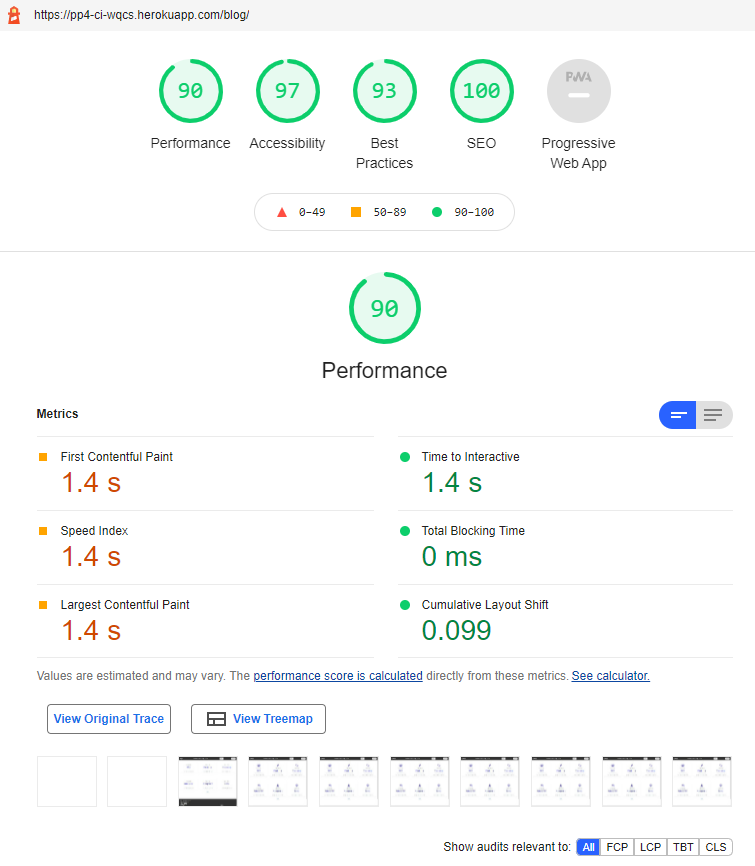 https://pp4-ci-wqcs.herokuapp.com/blog/
90 97 93 100 PWA
Performance Accessibility Best Practices SEO Progressive Web App
0–49 50–89 90–100
90
Performance
Metrics
First Contentful Paint
1.4 s
Time to Interactive
1.4 s
Speed Index
1.4 s
Total Blocking Time
0 ms
Largest Contentful Paint
1.4 s
Cumulative Layout Shift
0.099
Values are estimated and may vary. The performance score is calculated directly from these metrics. See calculator.
View Original Trace View Treemap
Show audits relevant to: All FCP LCP TBT CLS